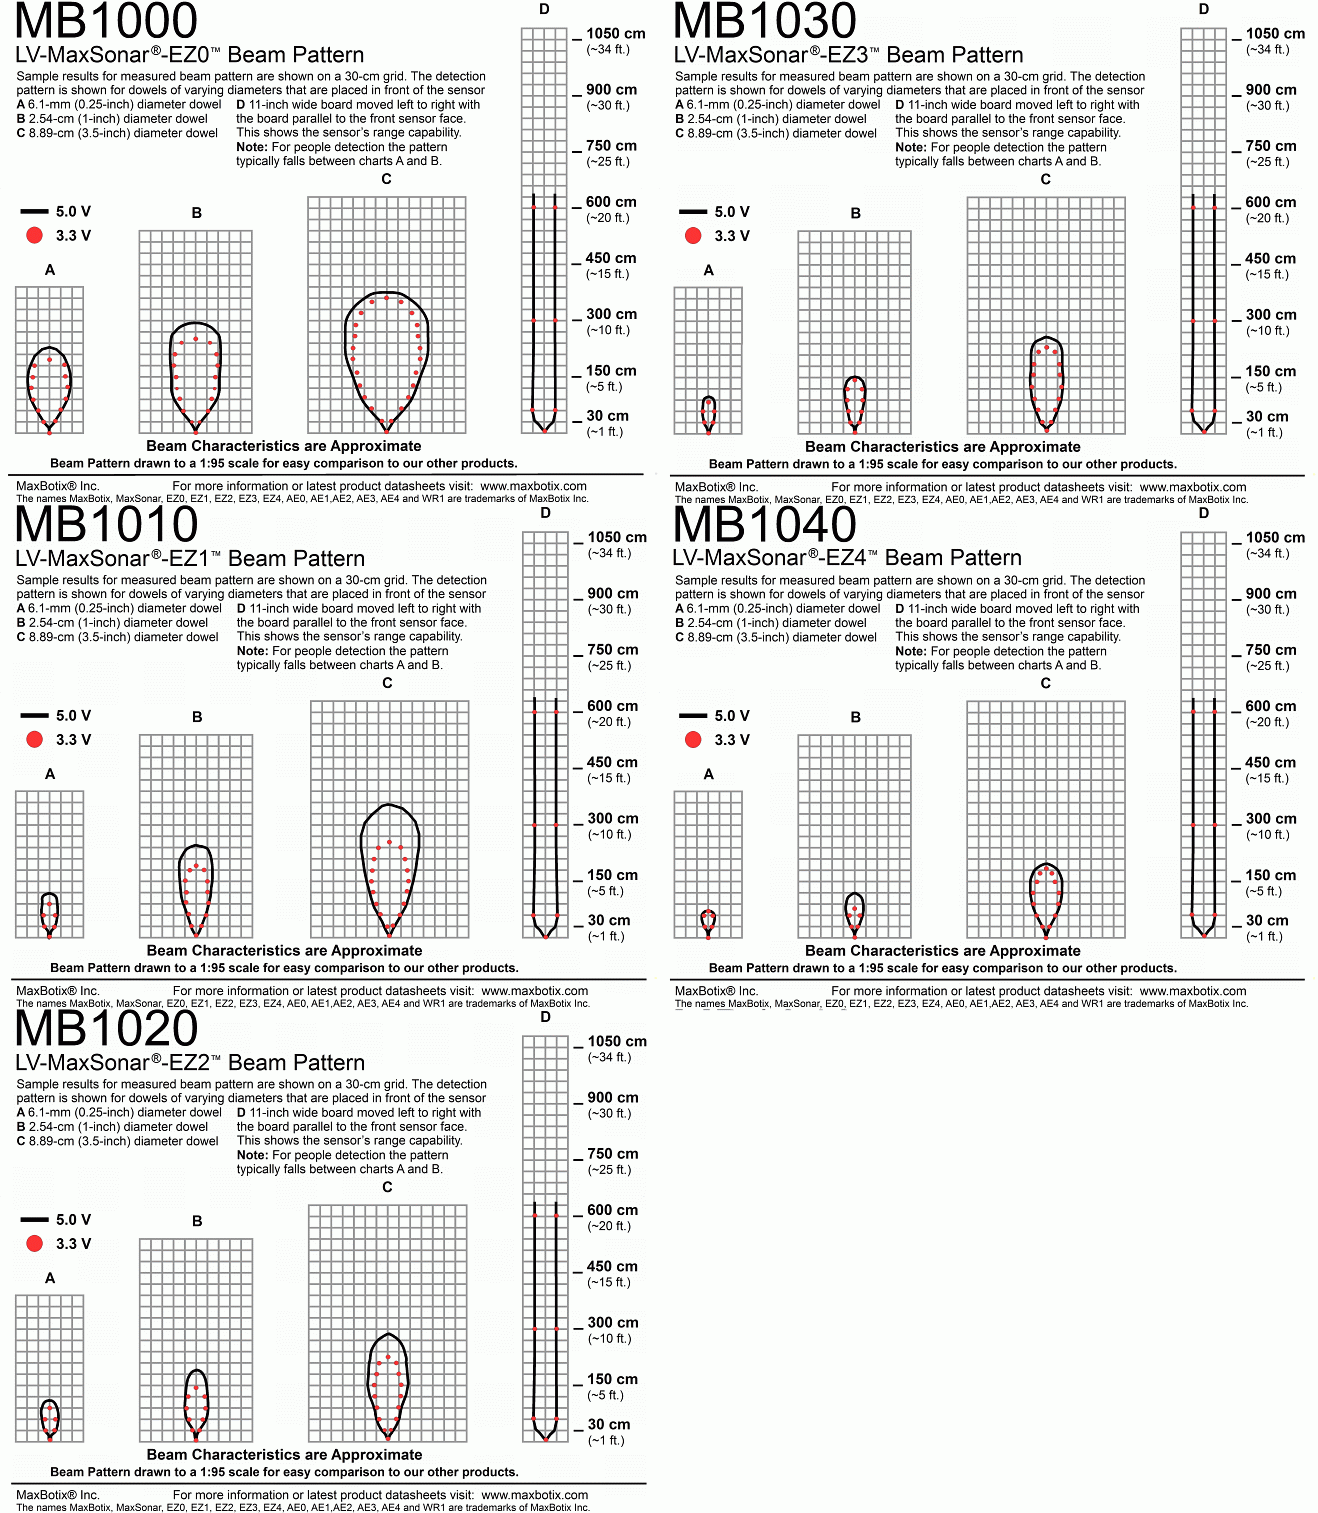 MB1000
LV-MaxSonar®-EZ0™ Beam Pattern
Sample results for measured beam pattern are shown on a 30-cm grid. The detection
pattern is shown for dowels of varying diameters that are placed in front of the sensor
A 6.1-mm (0.25-inch) diameter dowel
B 2.54-cm (1-inch) diameter dowel
C 8.89-cm (3.5-inch) diameter dowel
D 11-inch wide board moved left to right with
the board parallel to the front sensor face.
This shows the sensor's range capability.
Note: For people detection the pattern
typically falls between charts A and B.
5.0 V
3.3 V
A
B
C
D
1050 cm
(~34 ft.)
900 cm
(~30 ft.)
750 cm
(~25 ft.)
600 cm
(~20 ft.)
450 cm
(~15 ft.)
300 cm
(~10 ft.)
150 cm
(~5 ft.)
30 cm
(~1 ft.)
Beam Characteristics are Approximate
Beam Pattern drawn to a 1:95 scale for easy comparison to our other products.
MaxBotix® Inc. For more information or latest product datasheets visit: www.maxbotix.com
The names MaxBotix, MaxSonar, EZ0, EZ1, EZ2, EZ3, EZ4, AE0, AE1,AE2, AE3, AE4 and WR1 are trademarks of MaxBotix Inc.
MB1030
LV-MaxSonar®-EZ3™ Beam Pattern
Sample results for measured beam pattern are shown on a 30-cm grid. The detection
pattern is shown for dowels of varying diameters that are placed in front of the sensor
A 6.1-mm (0.25-inch) diameter dowel
B 2.54-cm (1-inch) diameter dowel
C 8.89-cm (3.5-inch) diameter dowel
D 11-inch wide board moved left to right with
the board parallel to the front sensor face.
This shows the sensor's range capability.
Note: For people detection the pattern
typically falls between charts A and B.
5.0 V
3.3 V
A
B
C
D
1050 cm
(~34 ft.)
900 cm
(~30 ft.)
750 cm
(~25 ft.)
600 cm
(~20 ft.)
450 cm
(~15 ft.)
300 cm
(~10 ft.)
150 cm
(~5 ft.)
30 cm
(~1 ft.)
Beam Characteristics are Approximate
Beam Pattern drawn to a 1:95 scale for easy comparison to our other products.
MaxBotix® Inc. For more information or latest product datasheets visit: www.maxbotix.com
The names MaxBotix, MaxSonar, EZ0, EZ1, EZ2, EZ3, EZ4, AE0, AE1,AE2, AE3, AE4 and WR1 are trademarks of MaxBotix Inc.
MB1010
LV-MaxSonar®-EZ1™ Beam Pattern
Sample results for measured beam pattern are shown on a 30-cm grid. The detection
pattern is shown for dowels of varying diameters that are placed in front of the sensor
A 6.1-mm (0.25-inch) diameter dowel
B 2.54-cm (1-inch) diameter dowel
C 8.89-cm (3.5-inch) diameter dowel
D 11-inch wide board moved left to right with
the board parallel to the front sensor face.
This shows the sensor's range capability.
Note: For people detection the pattern
typically falls between charts A and B.
5.0 V
3.3 V
A
B
C
D
1050 cm
(~34 ft.)
900 cm
(~30 ft.)
750 cm
(~25 ft.)
600 cm
(~20 ft.)
450 cm
(~15 ft.)
300 cm
(~10 ft.)
150 cm
(~5 ft.)
30 cm
(~1 ft.)
Beam Characteristics are Approximate
Beam Pattern drawn to a 1:95 scale for easy comparison to our other products.
MaxBotix® Inc. For more information or latest product datasheets visit: www.maxbotix.com
The names MaxBotix, MaxSonar, EZ0, EZ1, EZ2, EZ3, EZ4, AE0, AE1,AE2, AE3, AE4 and WR1 are trademarks of MaxBotix Inc.
MB1040
LV-MaxSonar®-EZ4™ Beam Pattern
Sample results for measured beam pattern are shown on a 30-cm grid. The detection
pattern is shown for dowels of varying diameters that are placed in front of the sensor
A 6.1-mm (0.25-inch) diameter dowel
B 2.54-cm (1-inch) diameter dowel
C 8.89-cm (3.5-inch) diameter dowel
D 11-inch wide board moved left to right with
the board parallel to the front sensor face.
This shows the sensor's range capability.
Note: For people detection the pattern
typically falls between charts A and B.
5.0 V
3.3 V
A
B
C
D
1050 cm
(~34 ft.)
900 cm
(~30 ft.)
750 cm
(~25 ft.)
600 cm
(~20 ft.)
450 cm
(~15 ft.)
300 cm
(~10 ft.)
150 cm
(~5 ft.)
30 cm
(~1 ft.)
Beam Characteristics are Approximate
Beam Pattern drawn to a 1:95 scale for easy comparison to our other products.
MaxBotix® Inc. For more information or latest product datasheets visit: www.maxbotix.com
The names MaxBotix, MaxSonar, EZ0, EZ1, EZ2, EZ3, EZ4, AE0, AE1,AE2, AE3, AE4 and WR1 are trademarks of MaxBotix Inc.
MB1020
LV-MaxSonar®-EZ2™ Beam Pattern
Sample results for measured beam pattern are shown on a 30-cm grid. The detection
pattern is shown for dowels of varying diameters that are placed in front of the sensor
A 6.1-mm (0.25-inch) diameter dowel
B 2.54-cm (1-inch) diameter dowel
C 8.89-cm (3.5-inch) diameter dowel
D 11-inch wide board moved left to right with
the board parallel to the front sensor face.
This shows the sensor's range capability.
Note: For people detection the pattern
typically falls between charts A and B.
5.0 V
3.3 V
A
B
C
D
1050 cm
(~34 ft.)
900 cm
(~30 ft.)
750 cm
(~25 ft.)
600 cm
(~20 ft.)
450 cm
(~15 ft.)
300 cm
(~10 ft.)
150 cm
(~5 ft.)
30 cm
(~1 ft.)
Beam Characteristics are Approximate
Beam Pattern drawn to a 1:95 scale for easy comparison to our other products.
MaxBotix® Inc. For more information or latest product datasheets visit: www.maxbotix.com
The names MaxBotix, MaxSonar, EZ0, EZ1, EZ2, EZ3, EZ4, AE0, AE1,AE2, AE3, AE4 and WR1 are trademarks of MaxBotix Inc.